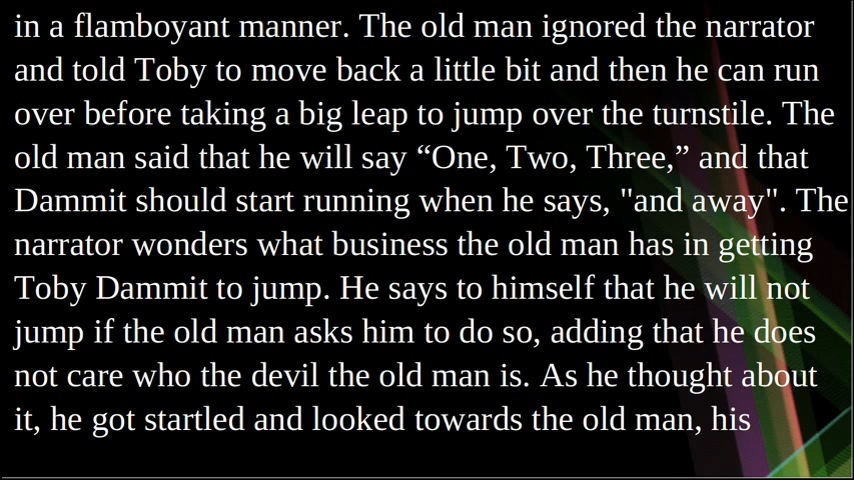 in a flamboyant manner. The old man ignored the narrator
and told Toby to move back a little bit and then he can run
over before taking a big leap to jump over the turnstile. The
old man said that he will say “One, Two, Three,” and that
Dammit should start running when he says, "and away". The
narrator wonders what business the old man has in getting
Toby Dammit to jump. He says to himself that he will not
jump if the old man asks him to do so, adding that he does
not care who the devil the old man is. As he thought about
it, he got startled and looked towards the old man, his